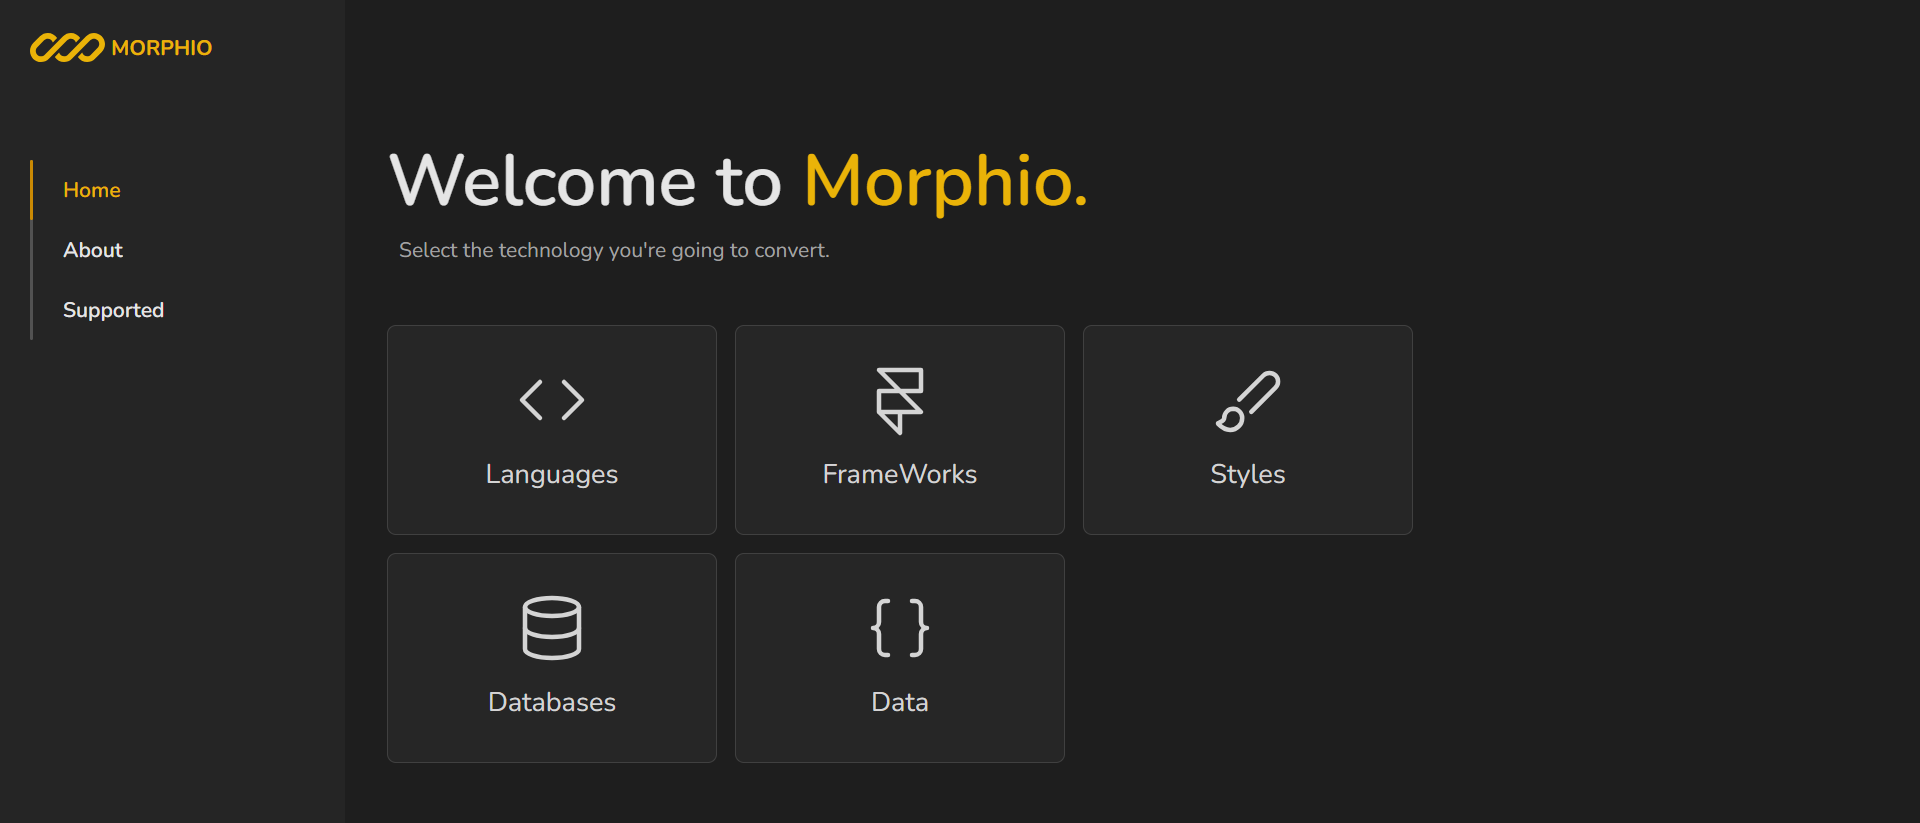 MORPHIO
Home
About
Supported
Welcome to Morphio.
Select the technology you're going to convert.
Languages
FrameWorks
Styles
Databases
Data